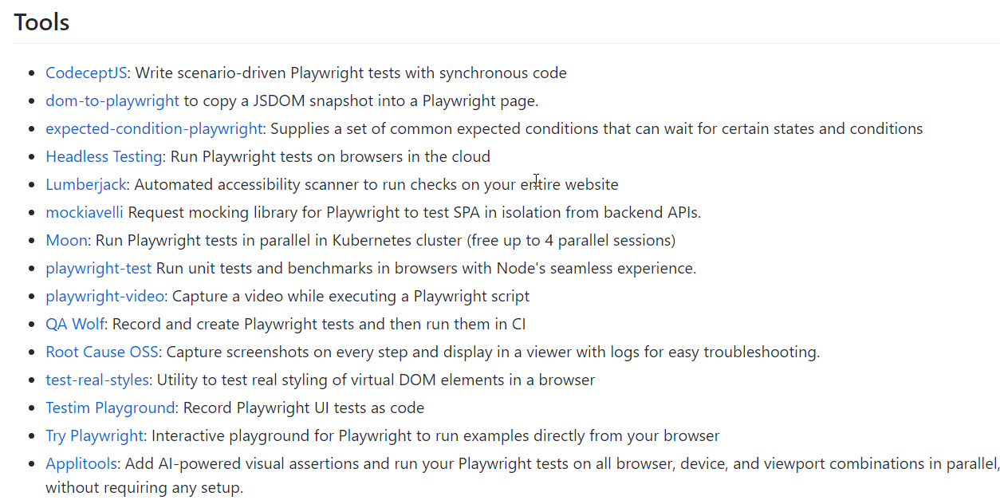 Tools
CodeceptJS: Write scenario-driven Playwright tests with synchronous code
dom-to-playwright to copy a JSDOM snapshot into a Playwright page.
expected-condition-playwright: Supplies a set of common expected conditions that can wait for certain states and conditions
Headless Testing: Run Playwright tests on browsers in the cloud
Lumberjack: Automated accessibility scanner to run checks on your entire website
mockiavelli Request mocking library for Playwright to test SPA in isolation from backend APIs.
Moon: Run Playwright tests in parallel in Kubernetes cluster (free up to 4 parallel sessions)
playwright-test Run unit tests and benchmarks in browsers with Node's seamless experience.
playwright-video: Capture a video while executing a Playwright script
QA Wolf: Record and create Playwright tests and then run them in CI
Root Cause OSS: Capture screenshots on every step and display in a viewer with logs for easy troubleshooting.
test-real-styles: Utility to test real styling of virtual DOM elements in a browser
Testim Playground: Record Playwright UI tests as code
Try Playwright: Interactive playground for Playwright to run examples directly from your browser
Applitools: Add AI-powered visual assertions and run your Playwright tests on all browser, device, and viewport combinations in parallel,
without requiring any setup.